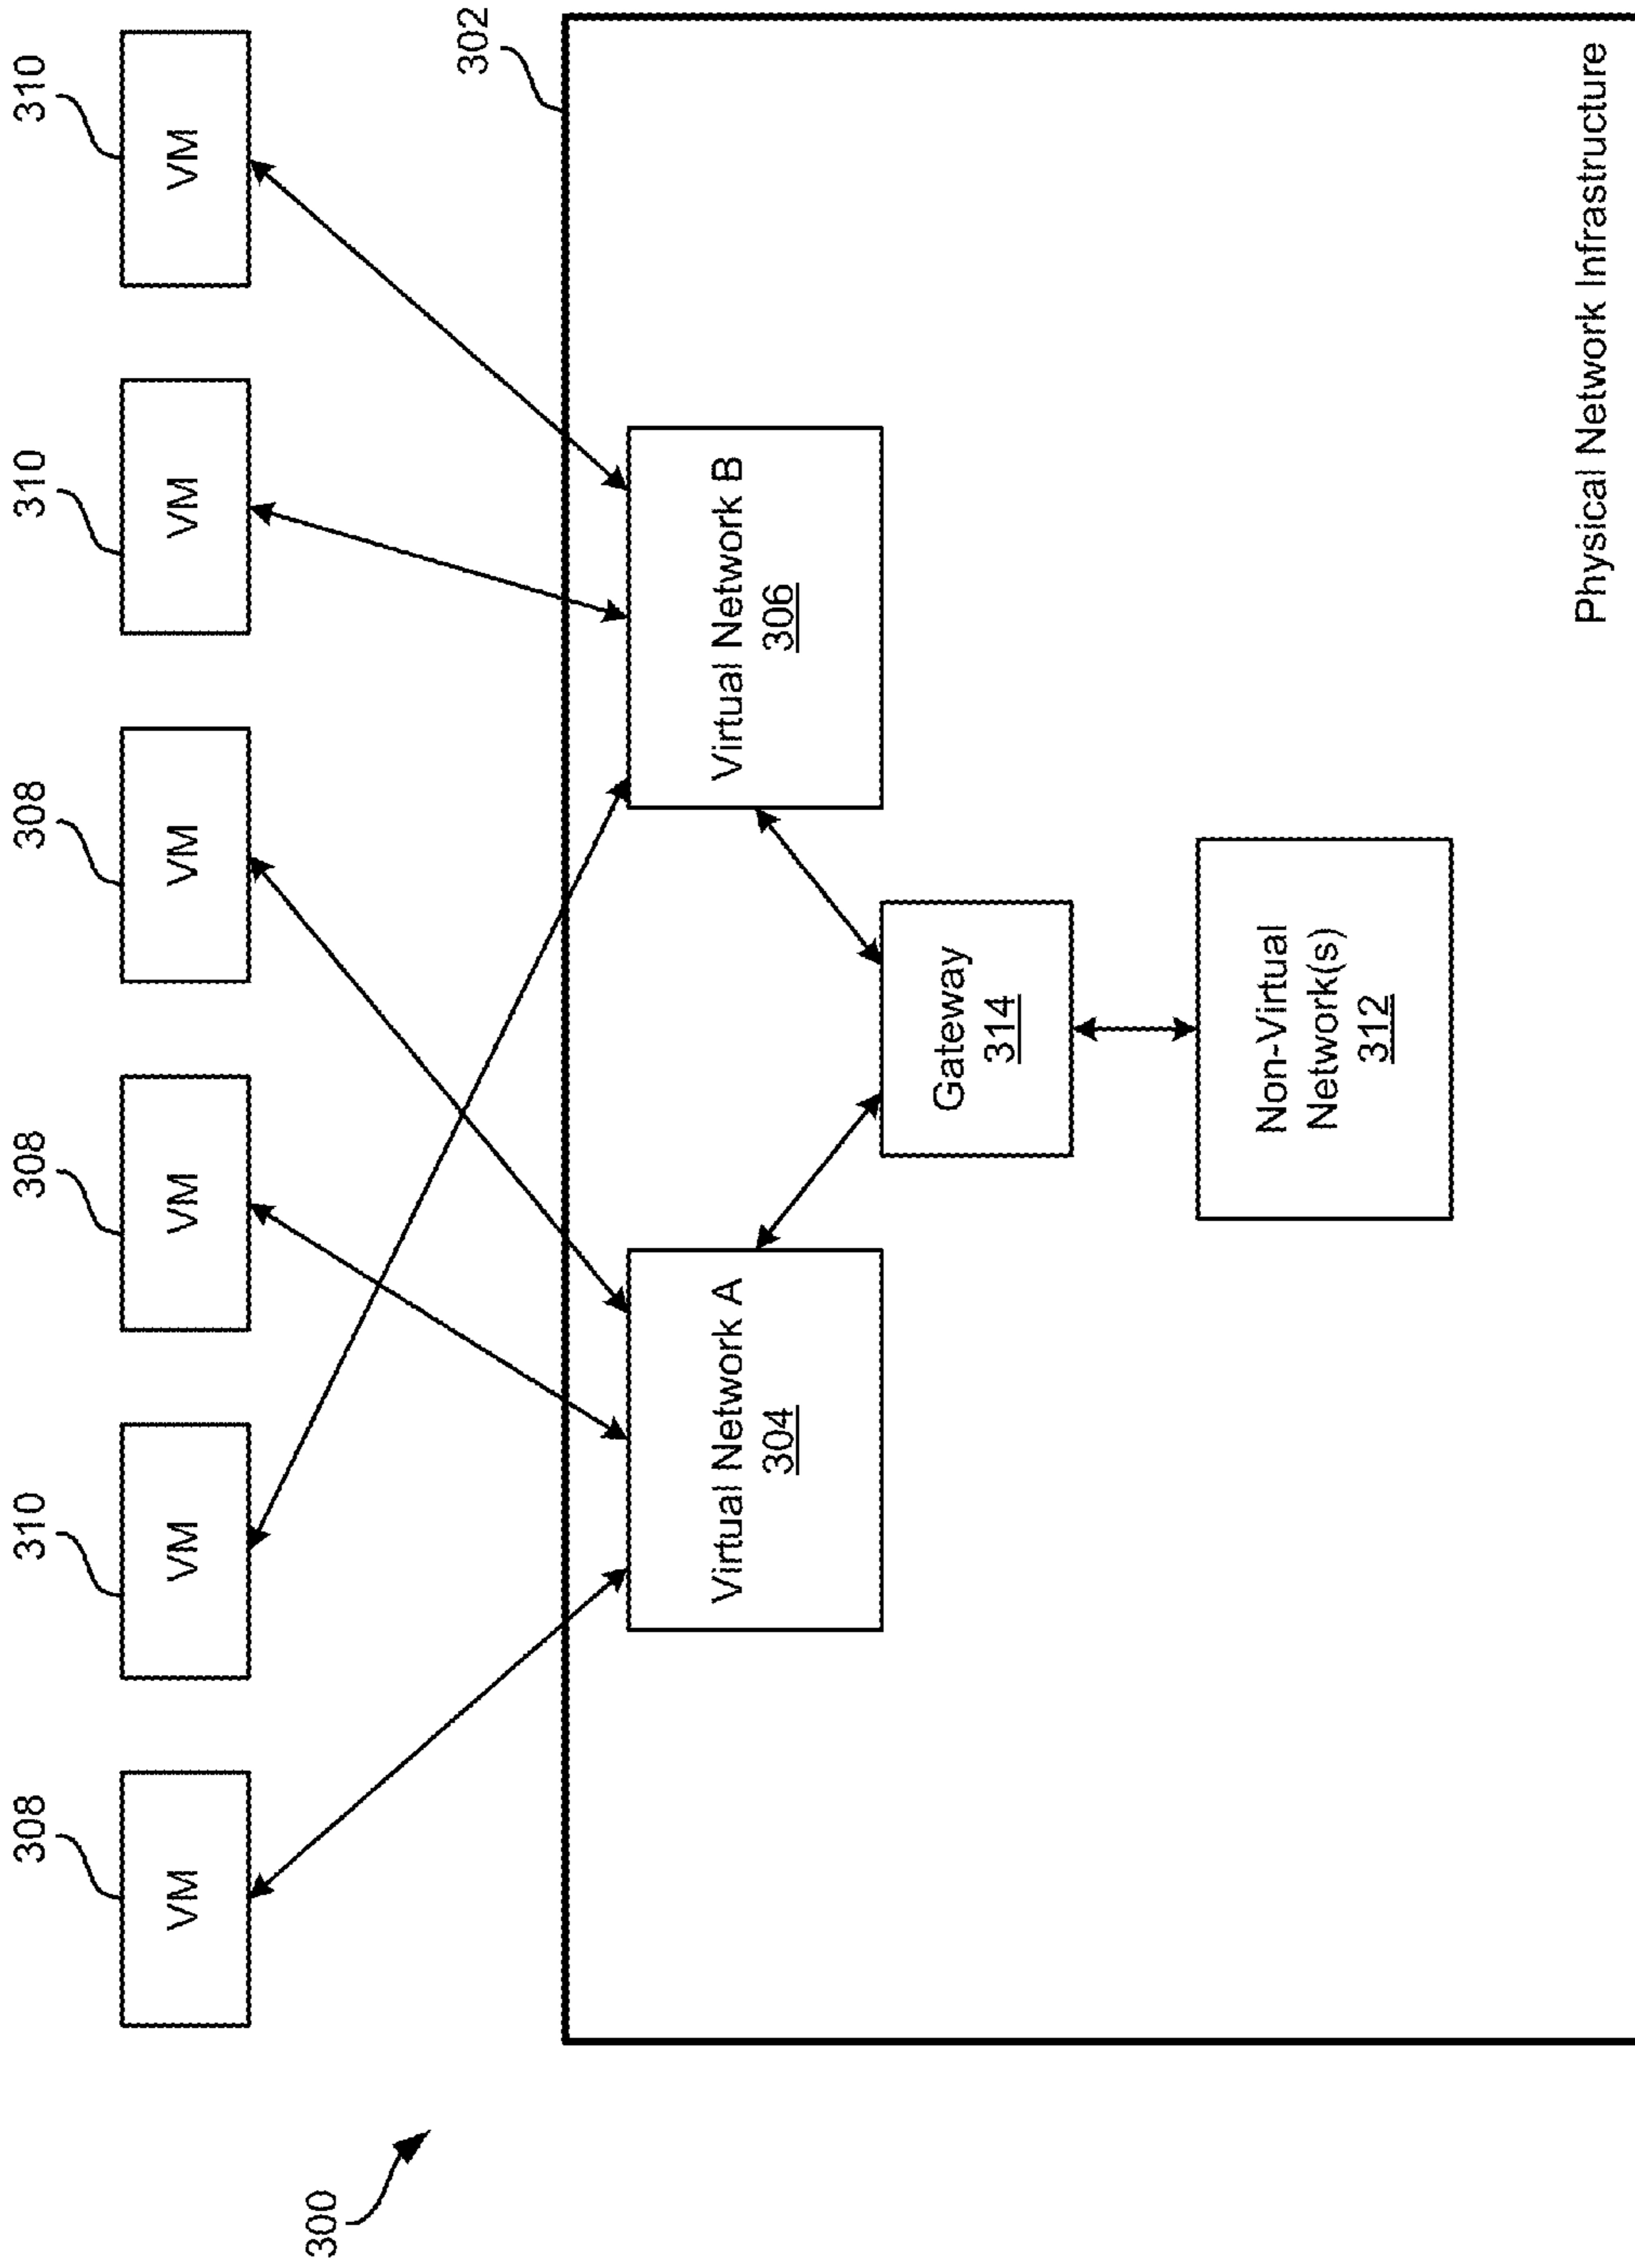 308
310
308
308
310
310
VM
VM
VM
VM
VM
VM
300
302
Virtual Network A
304
Virtual Network B
306
Gateway
314
Non-Virtual
Network(s)
312
Physical Network Infrastructure